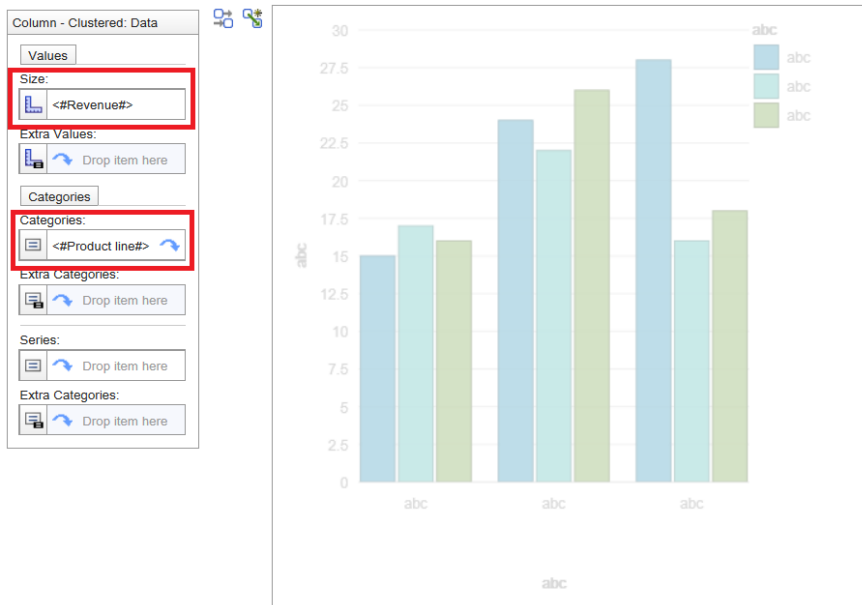 Column - Clustered: Data
Values
Size:
<#Revenue#>
Extra Values:
Drop item here
Categories
Categories:
<#Product line#>
Extra Categories:
Drop item here
Series:
Drop item here
Extra Categories:
Drop item here
abc
abc
abc
abc
30
27.5
25
22.5
20
17.5
15
12.5
10
7.5
5
2.5
0
abc
abc abc abc
abc